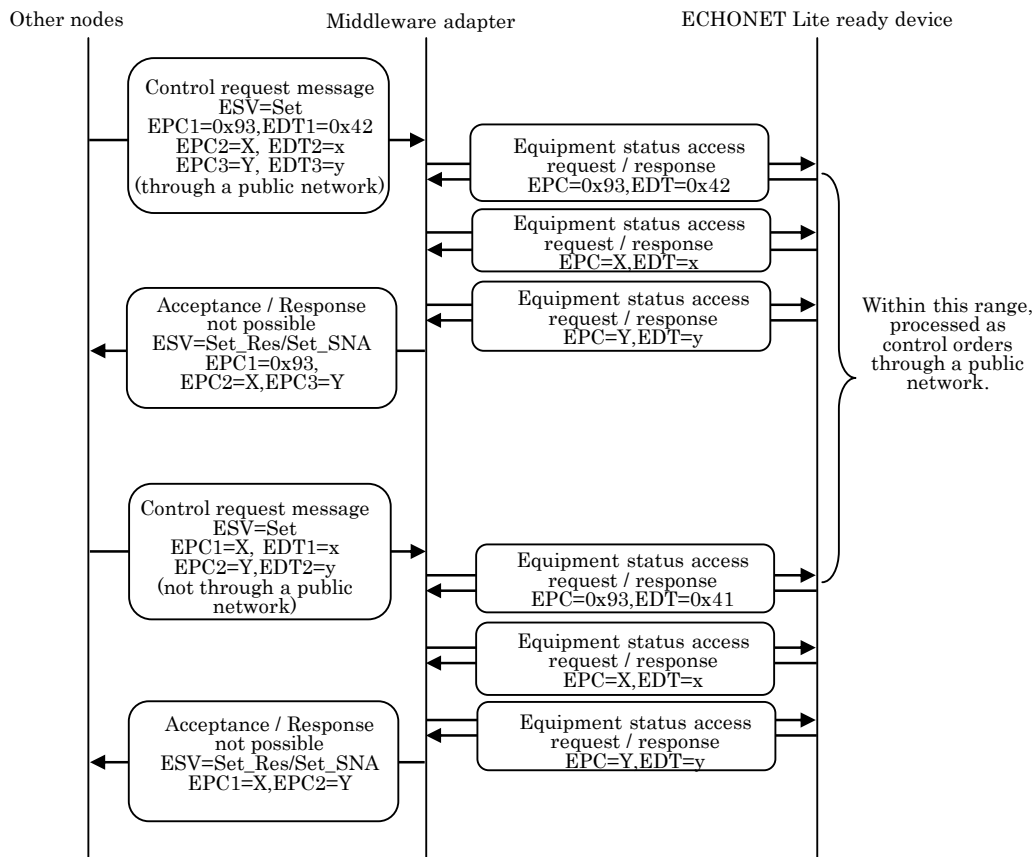 Other nodes
Middleware adapter
ECHONET Lite ready device
Control request message
ESV=Set
EPC1=0x93,EDT1=0x42
EPC2=X, EDT2=x
EPC3=Y, EDT3=y
(through a public network)
Equipment status access
request / response
EPC=0x93,EDT=0x42
Equipment status access
request / response
EPC=X,EDT=x
Equipment status access
request / response
EPC=Y,EDT=y
Acceptance / Response
not possible
ESV=Set_Res/Set_SNA
EPC1=0x93,
EPC2=X,EPC3=Y
Within this range,
processed as
control orders
through a public
network.
Control request message
ESV=Set
EPC1=X, EDT1=x
EPC2=Y,EDT2=y
(not through a public
network)
Equipment status access
request / response
EPC=0x93,EDT=0x41
Equipment status access
request / response
EPC=X,EDT=x
Equipment status access
request / response
EPC=Y,EDT=y
Acceptance / Response
not possible
ESV=Set_Res/Set_SNA
EPC1=X,EPC2=Y